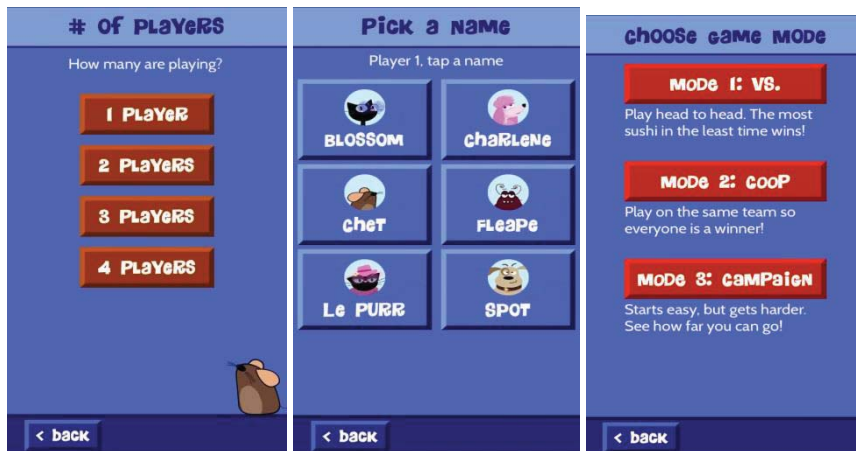 # of Players
How many are playing?
1 Player
2 Players
3 Players
4 Players
< back
Pick a Name
Player 1, tap a name
Blossom
Charlene
Chet
Fleape
Le Purr
Spot
< back
Choose Game Mode
Mode 1: VS.
Play head to head. The most
sushi in the least time wins!
Mode 2: Coop
Play on the same team so
everyone is a winner!
Mode 3: Campaign
Starts easy, but gets harder.
See how far you can go!
< back